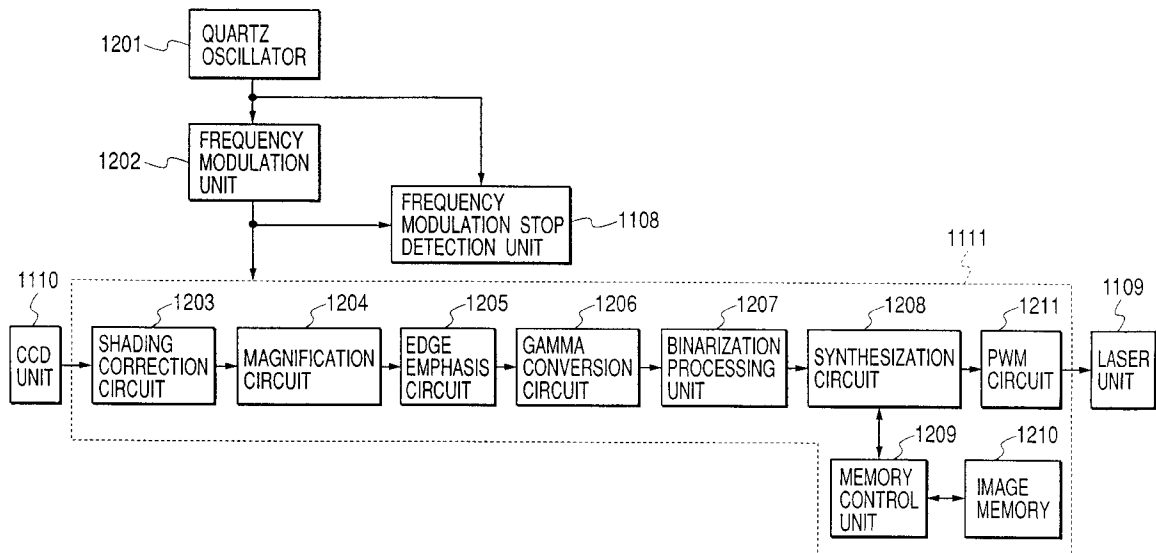 1201
QUARTZ
OSCILLATOR
1202
FREQUENCY
MODULATION
UNIT
FREQUENCY
MODULATION STOP
DETECTION UNIT
1108
1111
1110
CCD
UNIT
1203
SHADING
CORRECTION
CIRCUIT
1204
MAGNIFICATION
CIRCUIT
1205
EDGE
EMPHASIS
CIRCUIT
1206
GAMMA
CONVERSION
CIRCUIT
1207
BINARIZATION
PROCESSING
UNIT
1208
SYNTHESIZATION
CIRCUIT
1211
PWM
CIRCUIT
1109
LASER
UNIT
1209
MEMORY
CONTROL
UNIT
1210
IMAGE
MEMORY